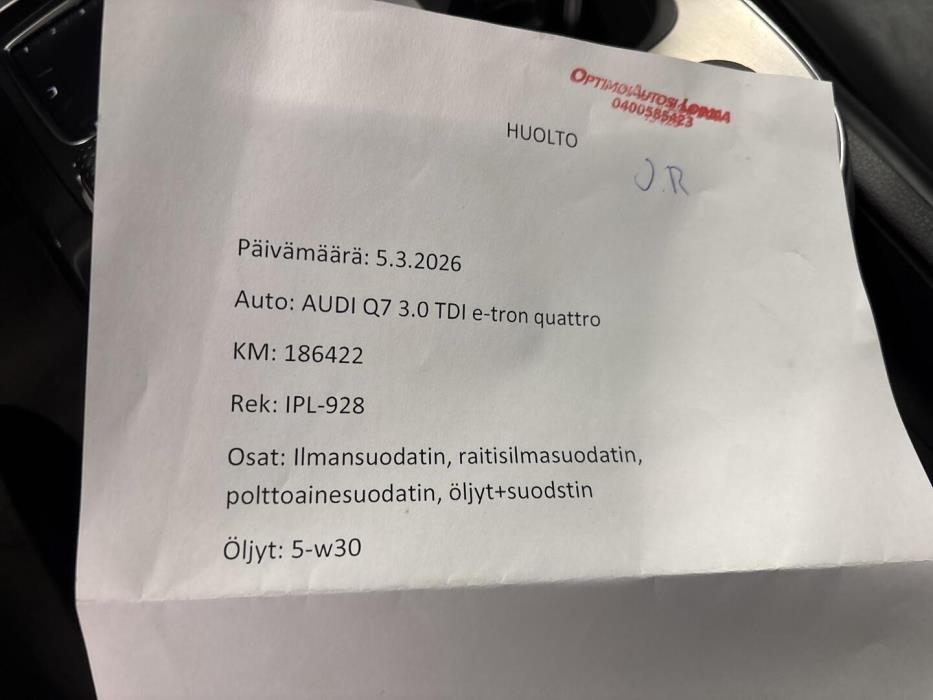 0400585423
HUOLTO
J.R
Päivämäärä: 5.3.2026
Auto: AUDI Q7 3.0 TDI e-tron quattro
KM: 186422
Rek: IPL-928
Osat: Ilmansuodatin, raitisilmasuodatin,
polttoainesuodatin, öljyt+suodstin
Öljyt: 5-w30